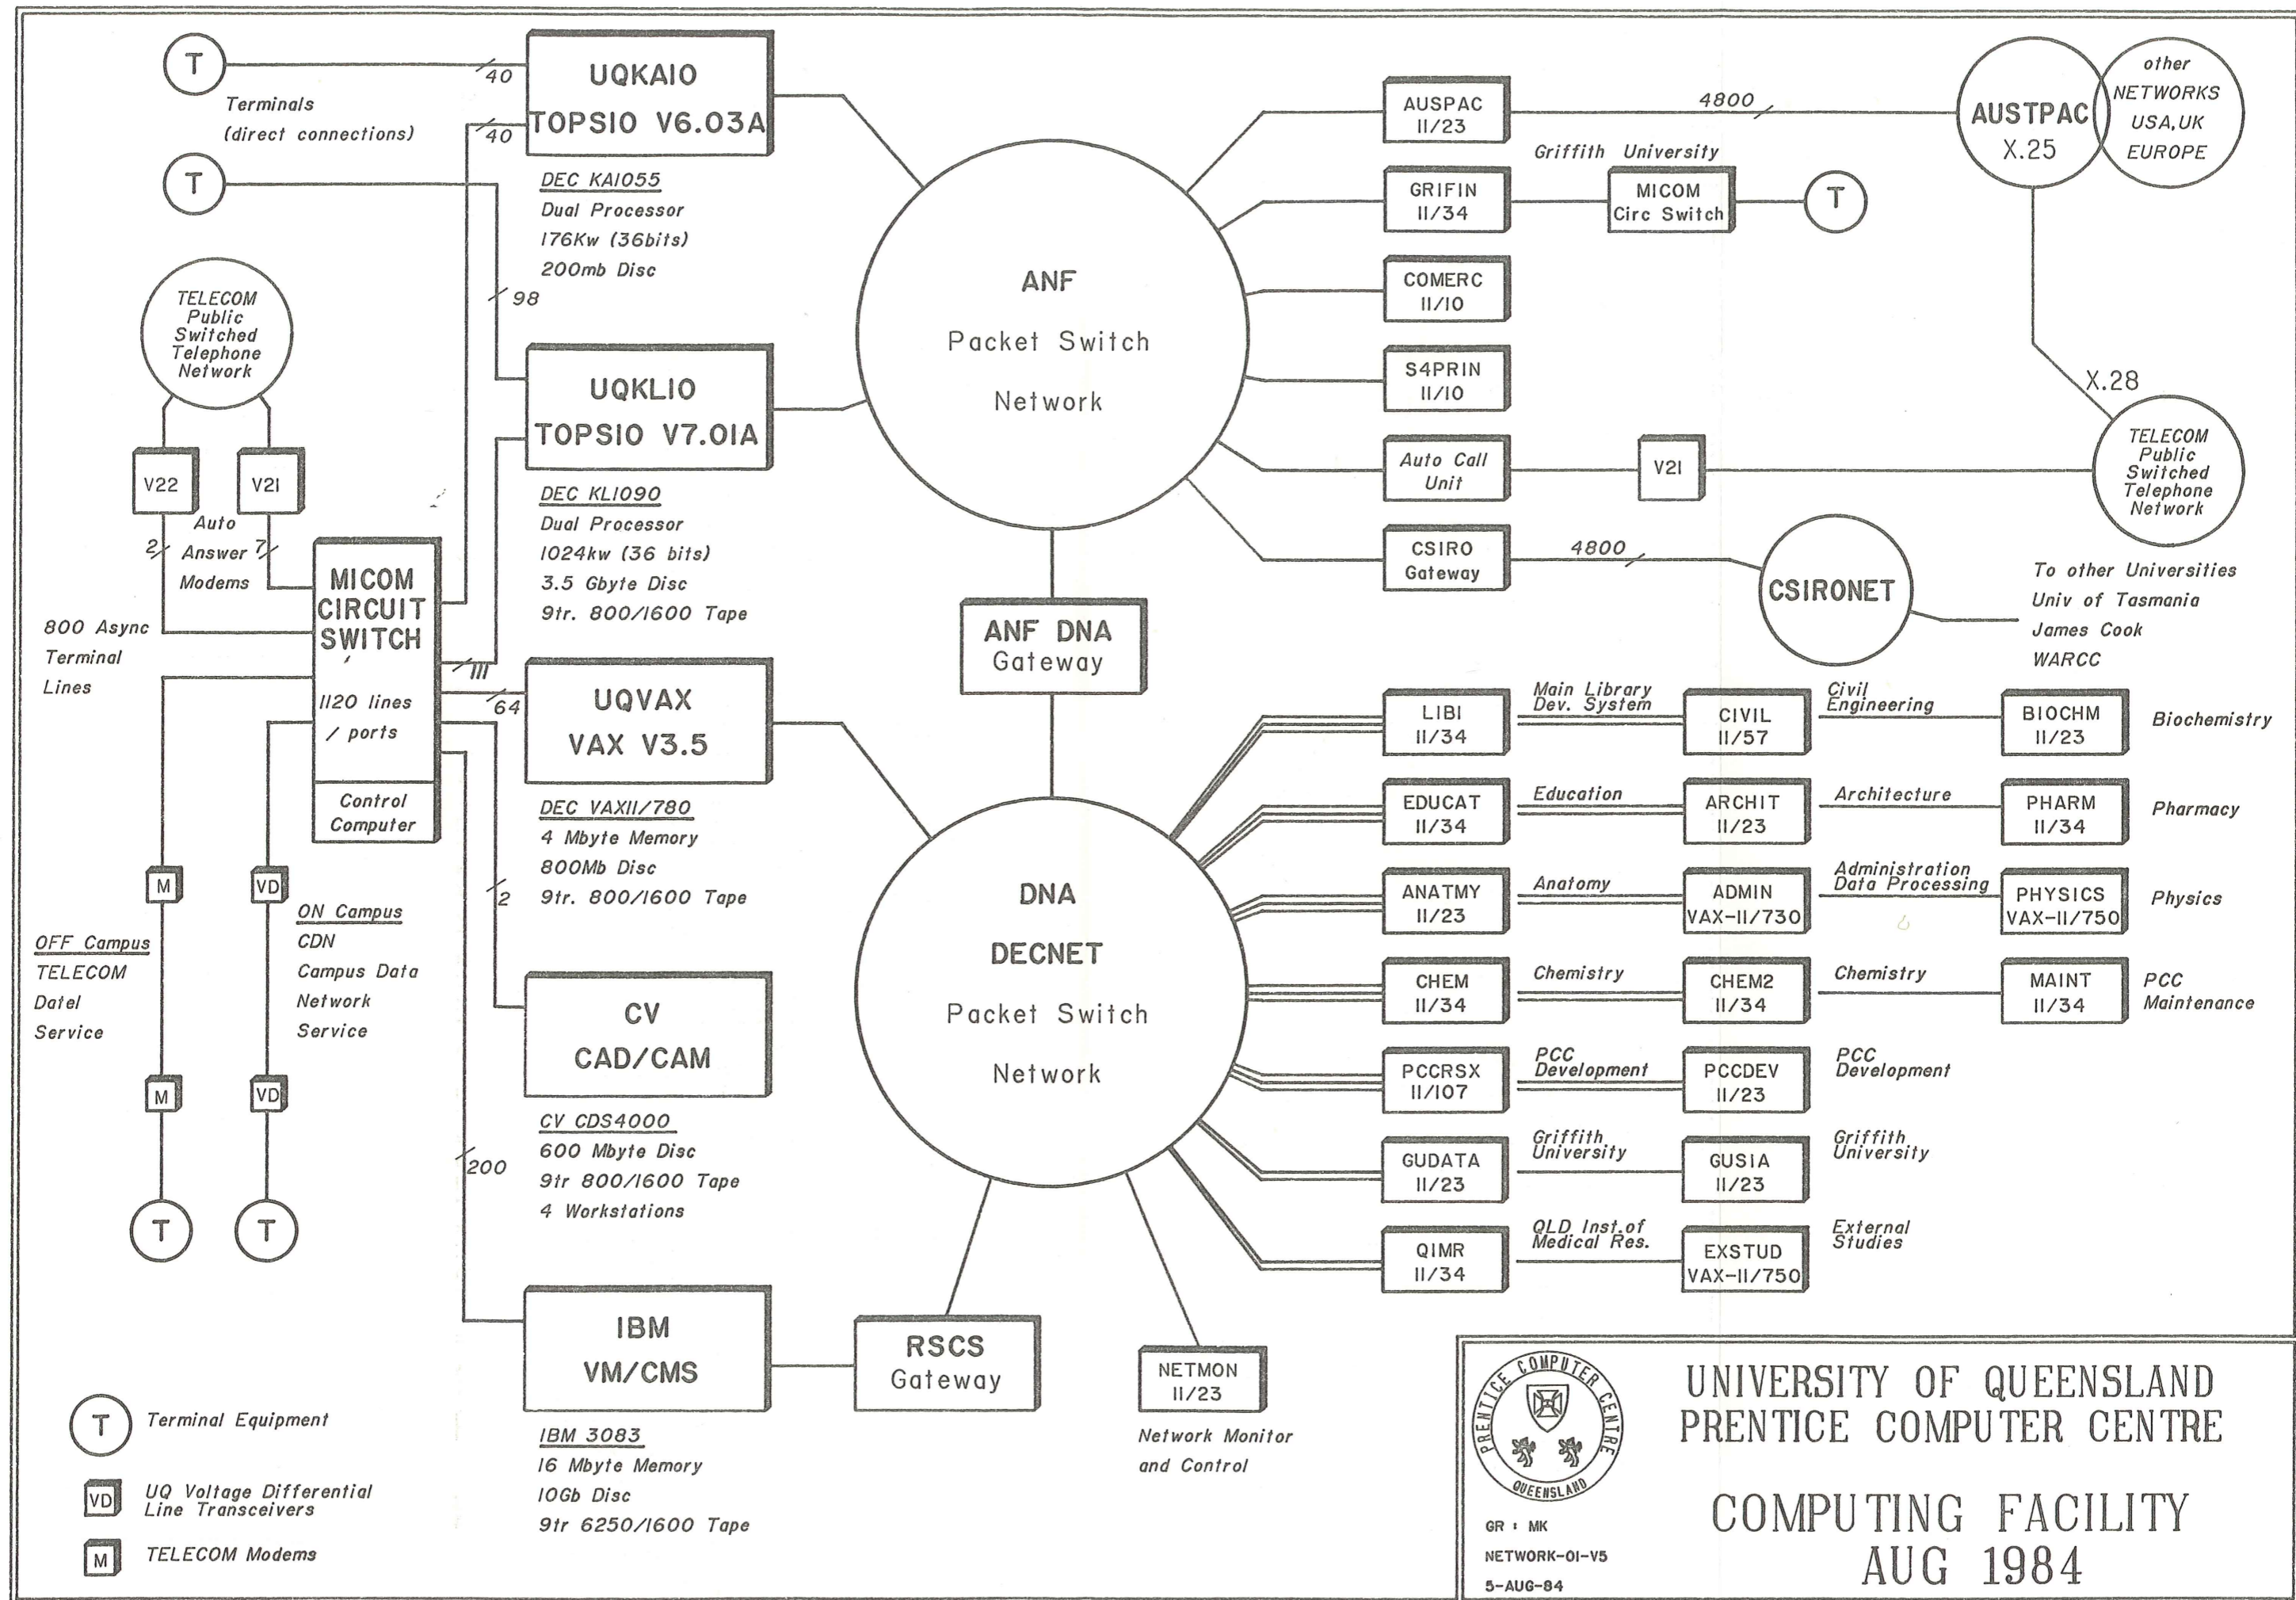 T
40
Terminals
(direct connections)
T
40
98
UQKA10
TOPS10 V6.03A
DEC KA1055
Dual Processor
176Kw (36bits)
200mb Disc
TELECOM
Public
Switched
Telephone
Network
V22
V21
Auto
Answer
Modems
2
7
800 Async
Terminal
Lines
MICOM
CIRCUIT
SWITCH
1120 lines
/ ports
Control
Computer
111
64
2
200
UQKL10
TOPS10 V7.01A
DEC KL1090
Dual Processor
1024kw (36 bits)
3.5 Gbyte Disc
9tr. 800/1600 Tape
UQVAX
VAX V3.5
DEC VAX11/780
4 Mbyte Memory
800Mb Disc
9tr. 800/1600 Tape
CV
CAD/CAM
CV CDS4000
600 Mbyte Disc
9tr 800/1600 Tape
4 Workstations
IBM
VM/CMS
IBM 3083
16 Mbyte Memory
10Gb Disc
9tr 6250/1600 Tape
M
VD
OFF Campus
TELECOM
Datel
Service
ON Campus
CDN
Campus Data
Network
Service
M
VD
T
T
T
Terminal Equipment
VD
UQ Voltage Differential
Line Transceivers
M
TELECOM Modems
ANF
Packet Switch
Network
ANF DNA
Gateway
DNA
DECNET
Packet Switch
Network
RSCS
Gateway
NETMON
11/23
Network Monitor
and Control
AUSPAC
11/23
4800
AUSTPAC
X.25
other
NETWORKS
USA,UK
EUROPE
Griffith University
GRIFIN
11/34
MICOM
Circ Switch
T
COMERC
11/10
S4PRIN
11/10
X.28
Auto Call
Unit
V21
TELECOM
Public
Switched
Telephone
Network
CSIRO
Gateway
4800
CSIRONET
To other Universities
Univ of Tasmania
James Cook
WARCC
LIB1
11/34
Main Library
Dev. System
CIVIL
11/57
Civil
Engineering
BIOCHM
11/23
Biochemistry
EDUCAT
11/34
Education
ARCHIT
11/23
Architecture
PHARM
11/34
Pharmacy
ANATMY
11/23
Anatomy
ADMIN
VAX-11/730
Administration
Data Processing
PHYSICS
VAX-11/750
Physics
CHEM
11/34
Chemistry
CHEM2
11/34
Chemistry
MAINT
11/34
PCC
Maintenance
PCCRSX
11/107
PCC
Development
PCCDEV
11/23
PCC
Development
GUDATA
11/23
Griffith
University
GUSIA
11/23
Griffith
University
QIMR
11/34
QLD Inst.of
Medical Res.
EXSTUD
VAX-11/750
External
Studies
PRENTICE COMPUTER CENTRE
QUEENSLAND
GR : MK
NETWORK-01-V5
5-AUG-84
UNIVERSITY OF QUEENSLAND
PRENTICE COMPUTER CENTRE
COMPUTING FACILITY
AUG 1984